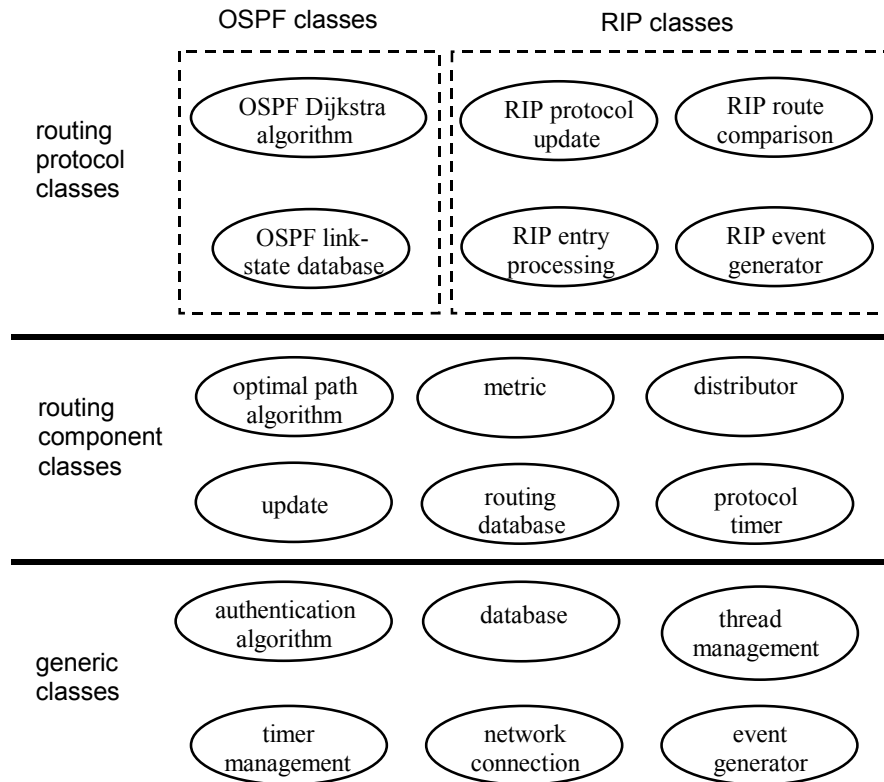 OSPF classes
RIP classes
routing
protocol
classes
OSPF Dijkstra
algorithm
RIP protocol
update
RIP route
comparison
OSPF link-
state database
RIP entry
processing
RIP event
generator
routing
component
classes
optimal path
algorithm
metric
distributor
update
routing
database
protocol
timer
generic
classes
authentication
algorithm
database
thread
management
timer
management
network
connection
event
generator